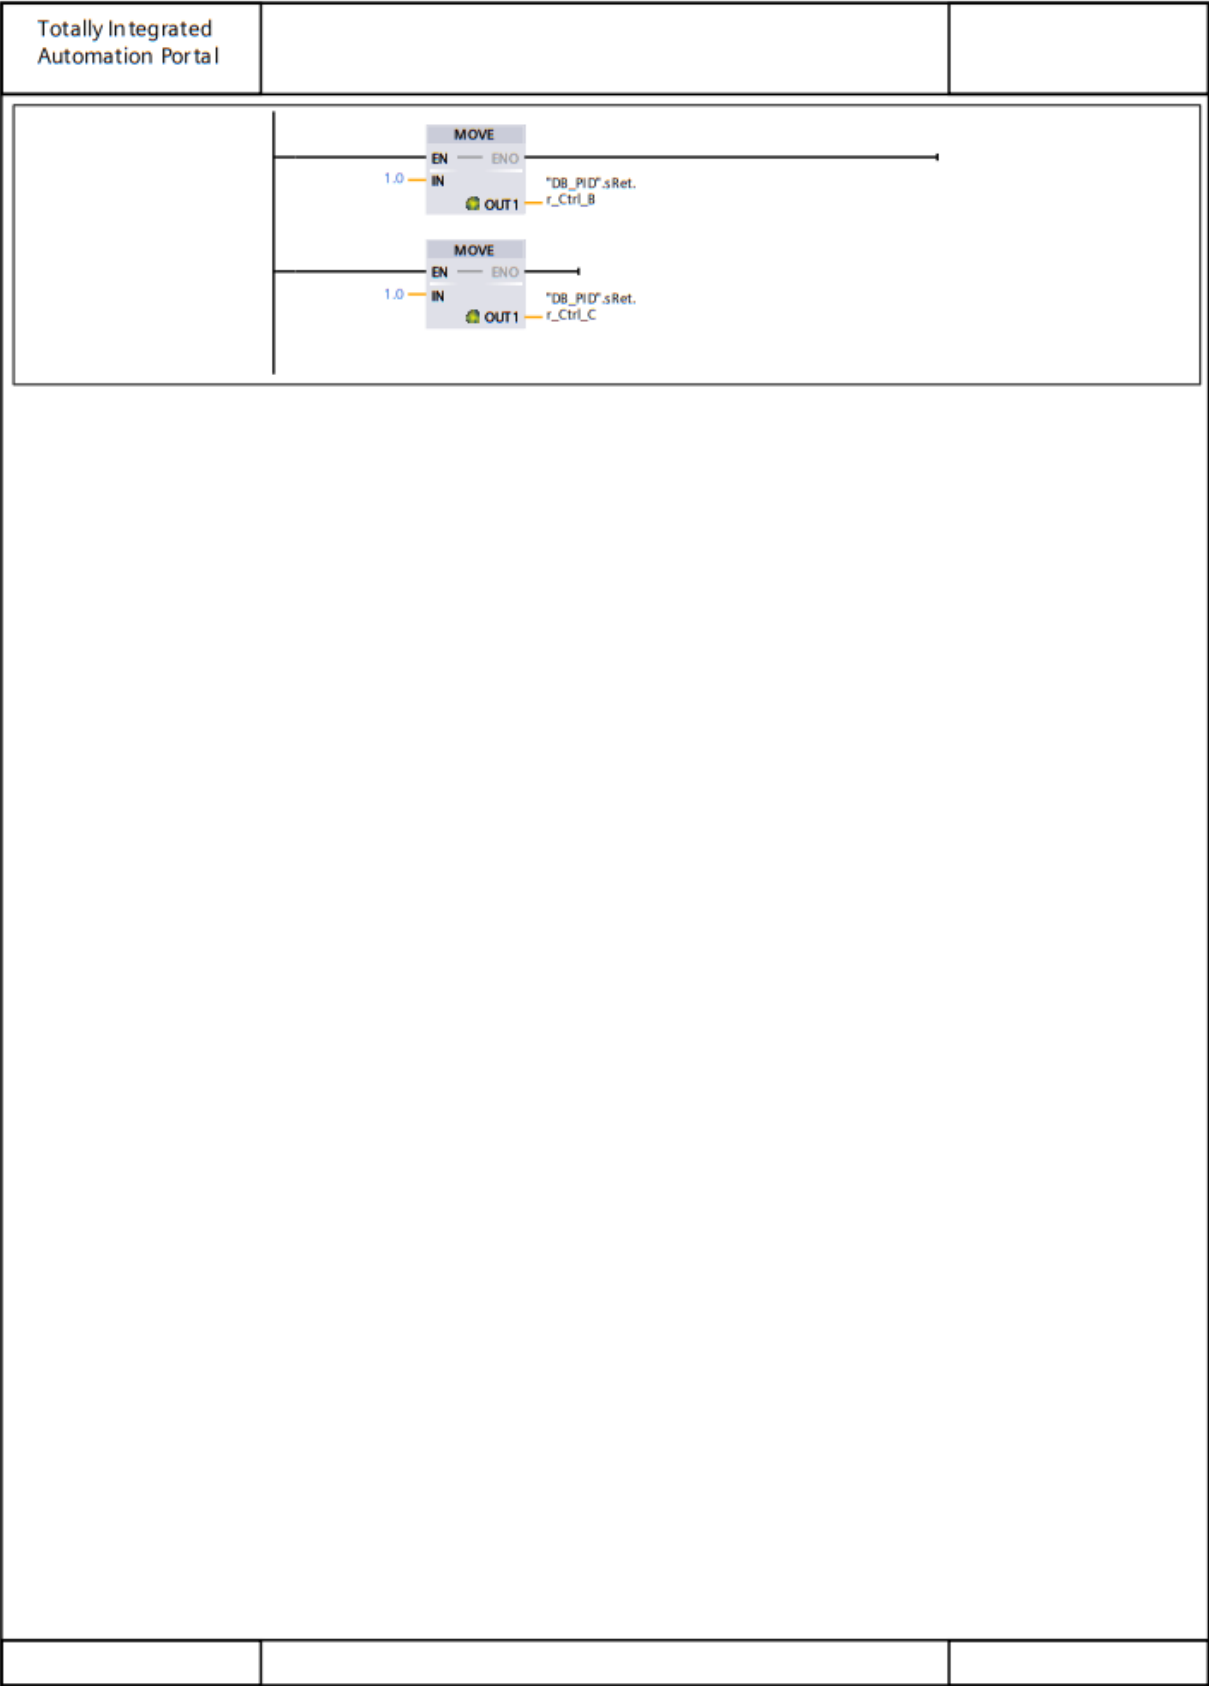 Totally Integrated
Automation Portal
MOVE
EN ENO
1.0 IN
"DB_PID".sRet.
OUT1 r_Ctrl_B
MOVE
EN ENO
1.0 IN
"DB_PID".sRet.
OUT1 r_Ctrl_C